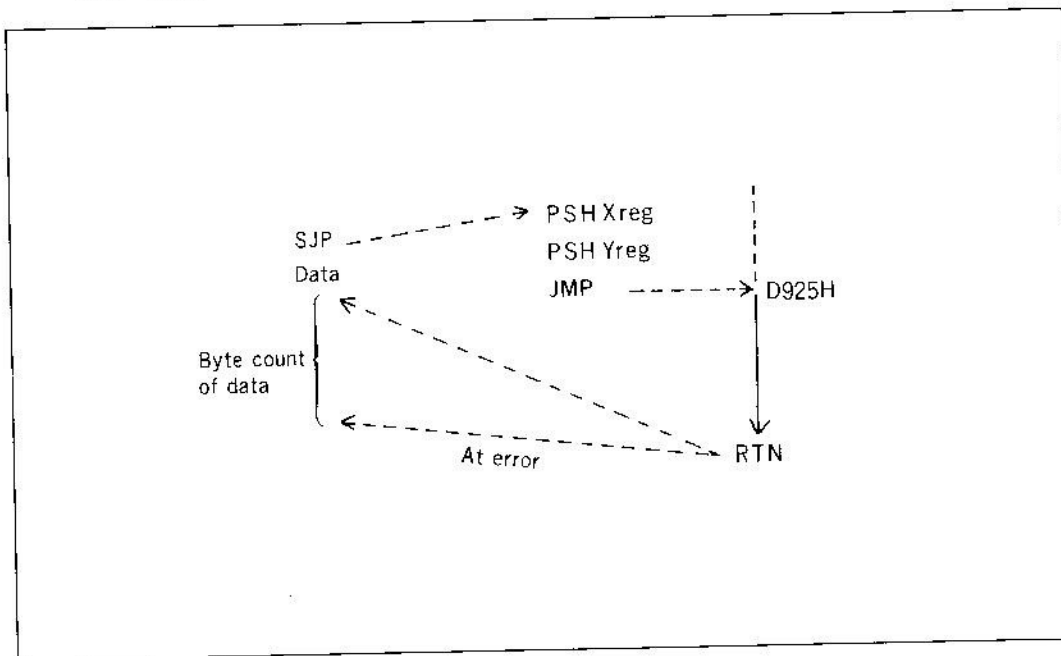 PSH Xreg
SJP
PSH Yreg
Data
JMP
D925H
Byte count
of data
At error
RTN